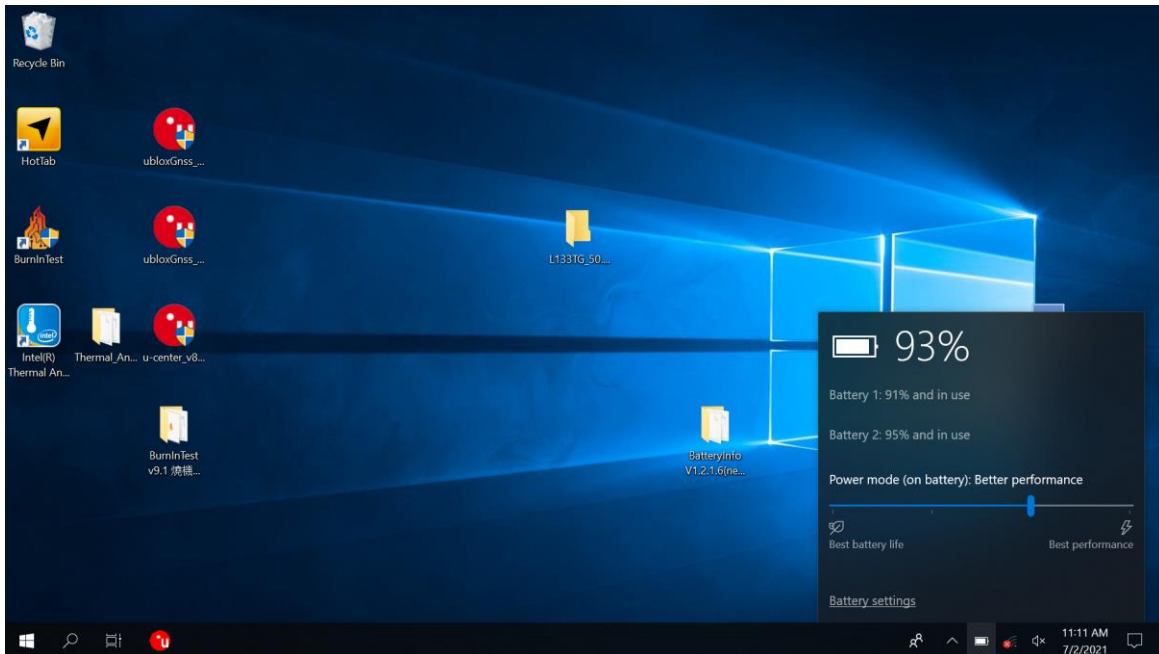 Recycle Bin
HotTab
ubloxGnss_...
BurnInTest
ubloxGnss_...
L133TG_50....
intel
Intel(R)
Thermal An...
Thermal_An...
u-center_v8...
BurnInTest
v9.1 燒機...
BatteryInfo
V1.2.1.6(ne...
93%
Battery 1: 91% and in use
Battery 2: 95% and in use
Power mode (on battery): Better performance
Best battery life
Best performance
Battery settings
11:11 AM
7/2/2021